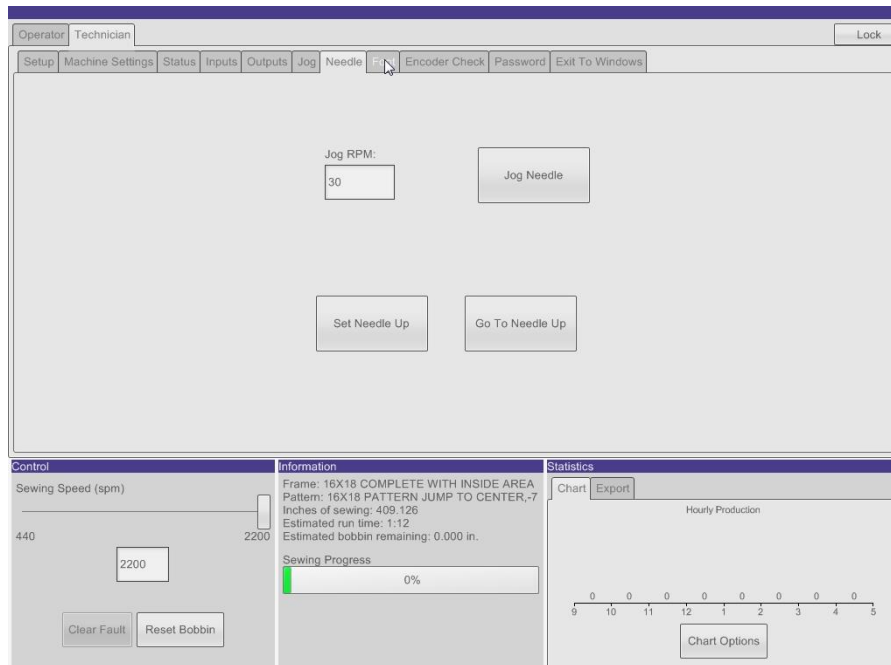 Operator Technician Lock
Setup Machine Settings Status Inputs Outputs Jog Needle Encoder Check Password Exit To Windows
Jog RPM:
30
Jog Needle
Set Needle Up Go To Needle Up
Control
Sewing Speed (spm)
440 2200
2200
Clear Fault Reset Bobbin
Information
Frame: 16X18 COMPLETE WITH INSIDE AREA
Pattern: 16X18 PATTERN JUMP TO CENTER,-7
Inches of sewing: 409.126
Estimated run time: 1:12
Estimated bobbin remaining: 0.000 in.
Sewing Progress
0%
Statistics
Chart Export
Hourly Production
0 0 0 0 0 0 0 0
9 10 11 12 1 2 3 4 5
Chart Options